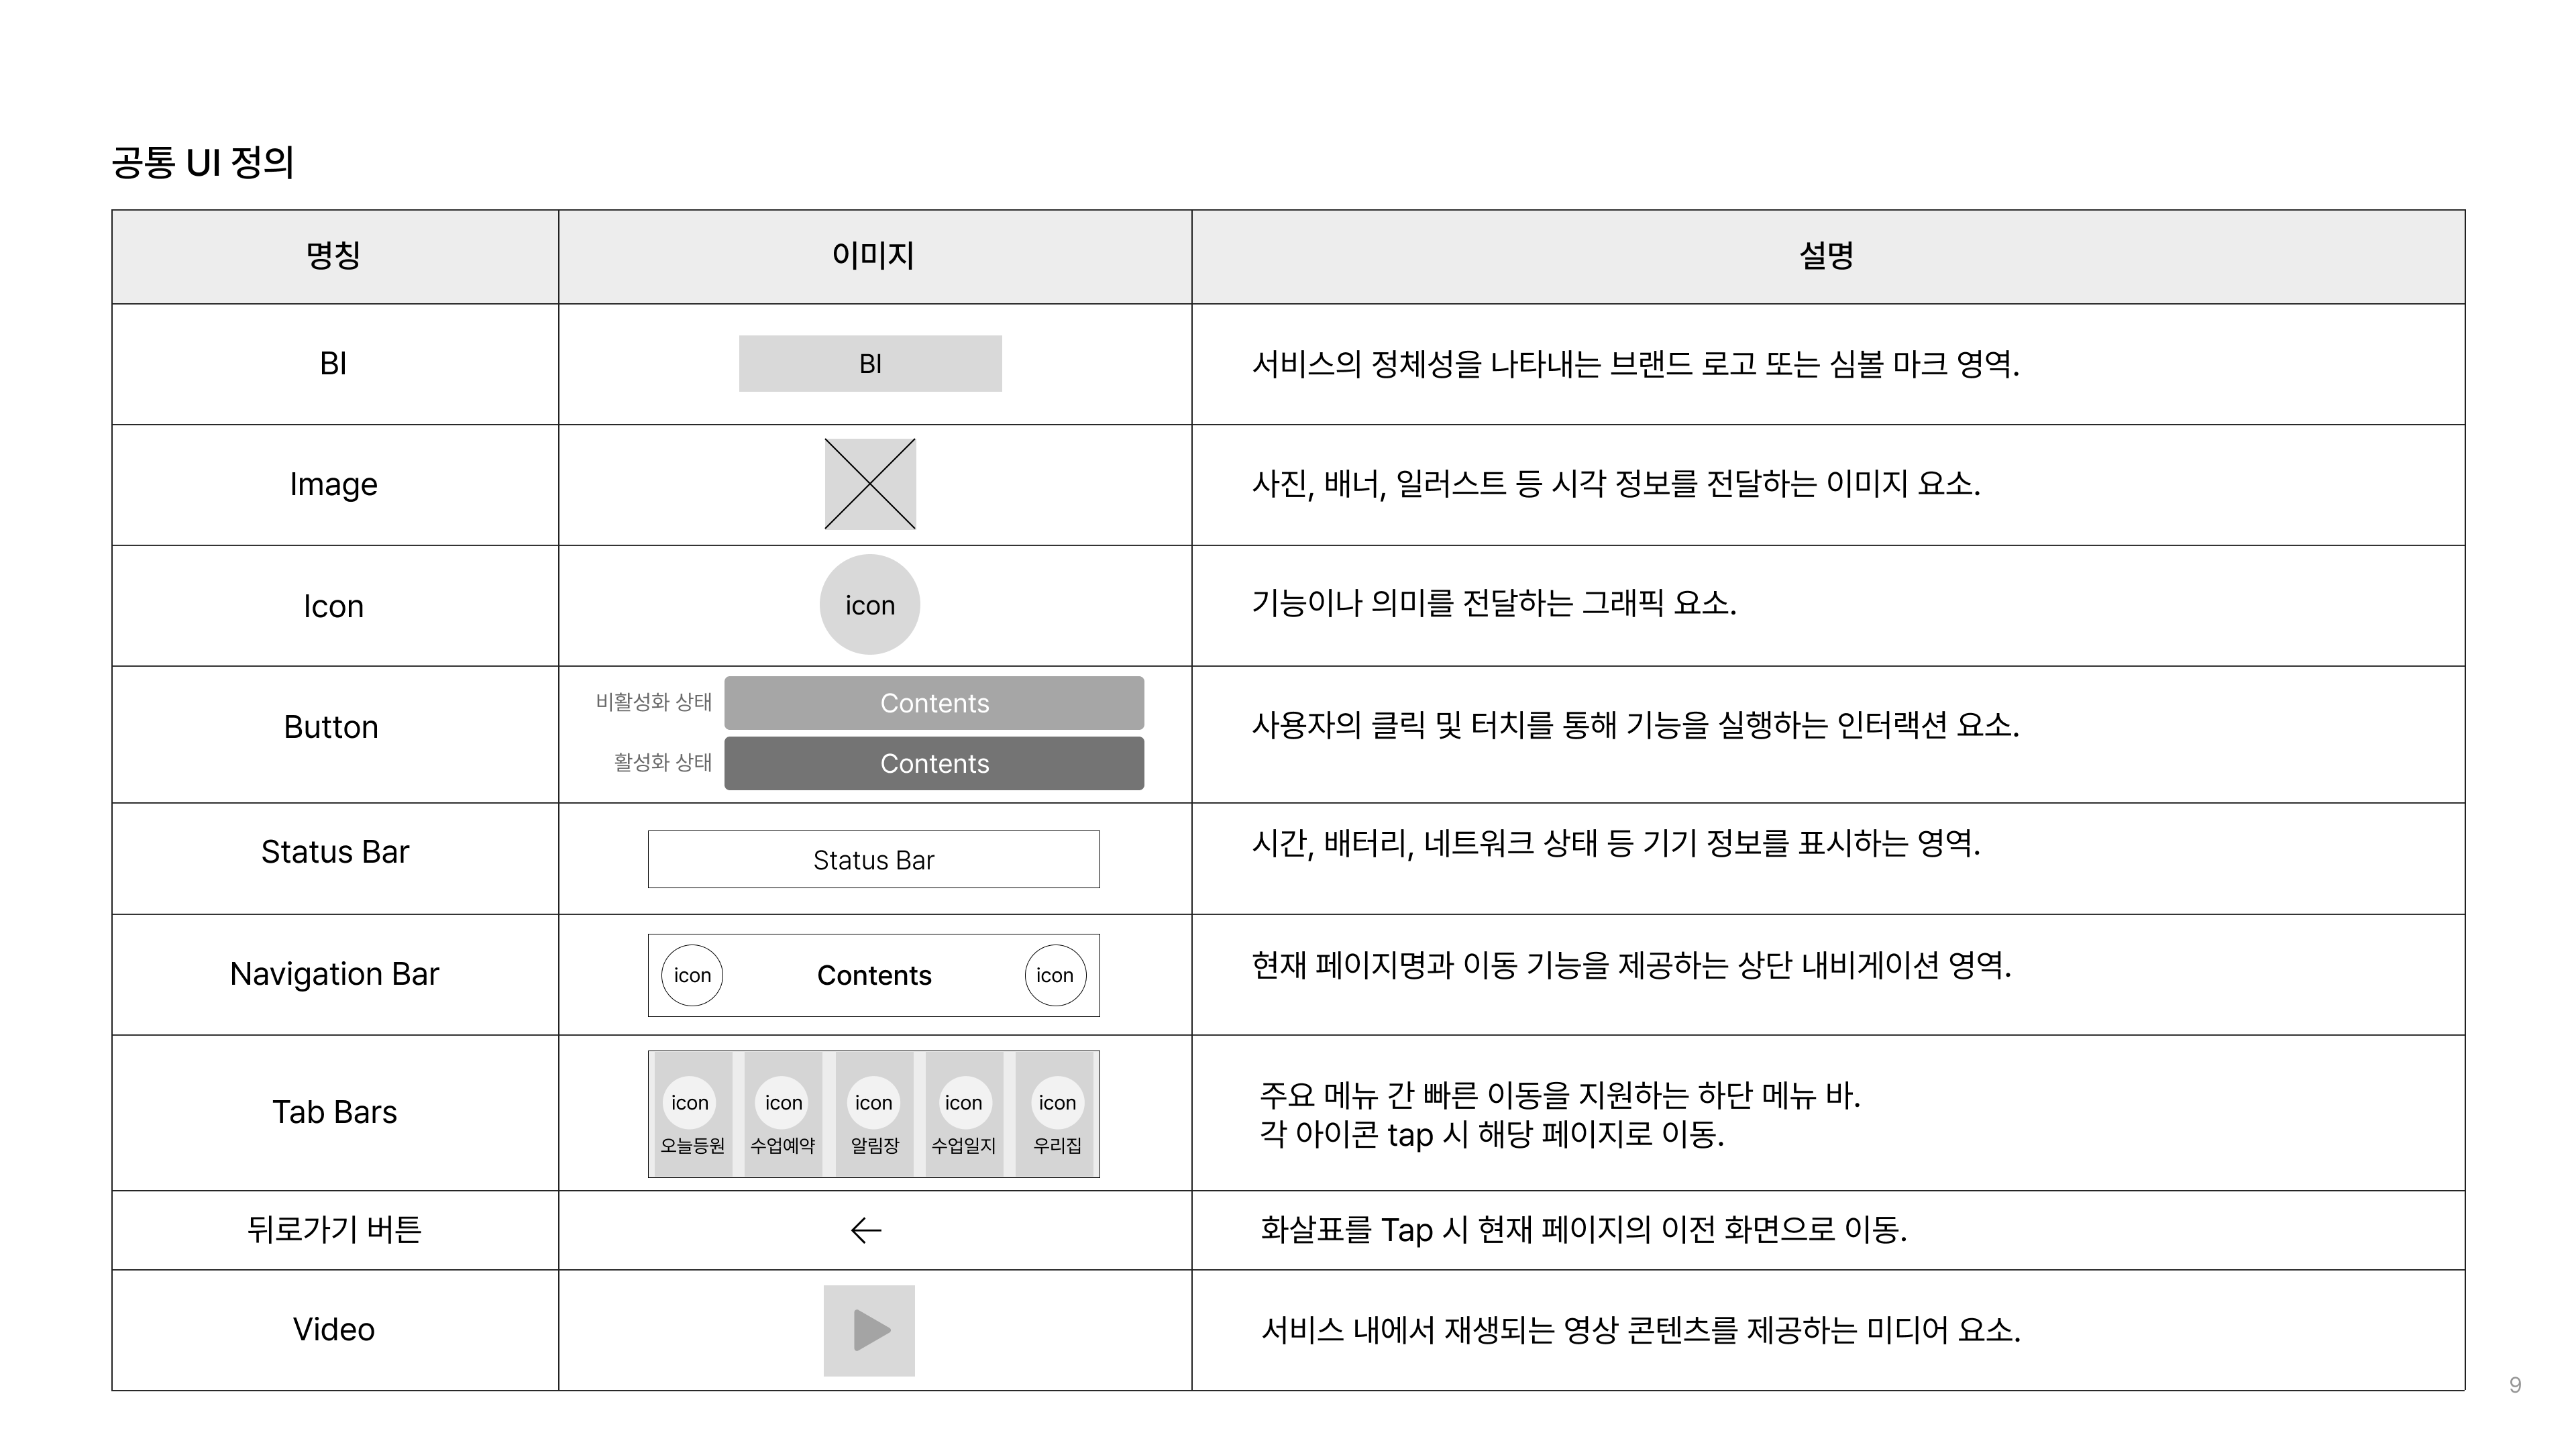 공통 UI 정의
명칭
이미지
설명
BI
BI
서비스의 정체성을 나타내는 브랜드 로고 또는 심볼 마크 영역.
Image
사진, 배너, 일러스트 등 시각 정보를 전달하는 이미지 요소.
Icon
icon
기능이나 의미를 전달하는 그래픽 요소.
Button
비활성화 상태
Contents
활성화 상태
Contents
사용자의 클릭 및 터치를 통해 기능을 실행하는 인터랙션 요소.
Status Bar
Status Bar
시간, 배터리, 네트워크 상태 등 기기 정보를 표시하는 영역.
Navigation Bar
icon
Contents
icon
현재 페이지명과 이동 기능을 제공하는 상단 내비게이션 영역.
Tab Bars
icon icon icon icon icon
오늘등원 수업예약 알림장 수업일지 우리집
주요 메뉴 간 빠른 이동을 지원하는 하단 메뉴 바.
각 아이콘 tap 시 해당 페이지로 이동.
뒤로가기 버튼
화살표를 Tap 시 현재 페이지의 이전 화면으로 이동.
Video
서비스 내에서 재생되는 영상 콘텐츠를 제공하는 미디어 요소.
9